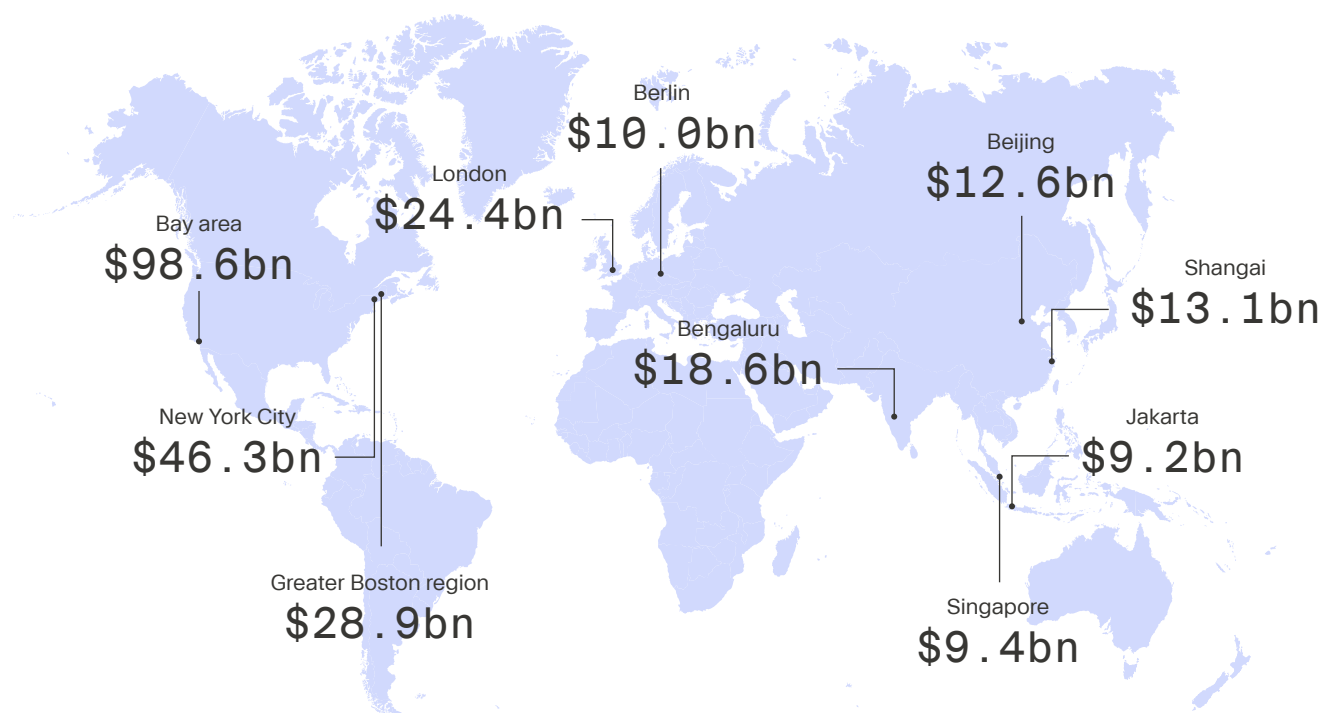 Berlin
$10.0bn
Beijing
$12.6bn
London
$24.4bn
Bay area
$98.6bn
Shangai
$13.1bn
Bengaluru
$18.6bn
New York City
$46.3bn
Jakarta
$9.2bn
Greater Boston region
$28.9bn
Singapore
$9.4bn